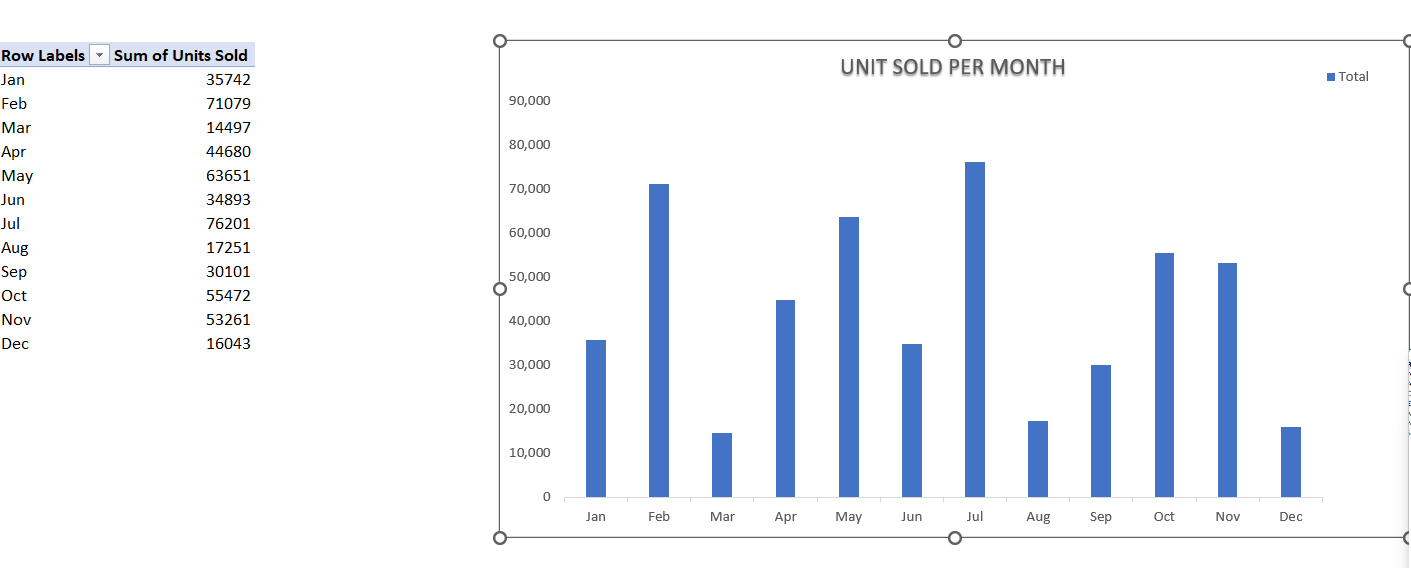 Row Labels Sum of Units Sold
Jan 35742
Feb 71079
Mar 14497
Apr 44680
May 63651
Jun 34893
Jul 76201
Aug 17251
Sep 30101
Oct 55472
Nov 53261
Dec 16043
UNIT SOLD PER MONTH
Total
90,000
80,000
70,000
60,000
50,000
40,000
30,000
20,000
10,000
0
Jan Feb Mar Apr May Jun Jul Aug Sep Oct Nov Dec